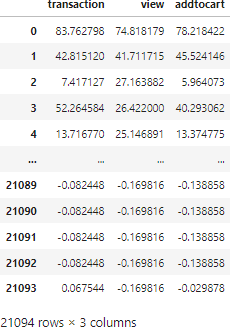 transaction view addtocart
0 83.762798 74.818179 78.218422
1 42.815120 41.711715 45.524146
2 7.417127 27.163882 5.964073
3 52.264584 26.422000 40.293062
4 13.716770 25.146891 13.374775
... ... ... ...
21089 -0.082448 -0.169816 -0.138858
21090 -0.082448 -0.169816 -0.138858
21091 -0.082448 -0.169816 -0.138858
21092 -0.082448 -0.169816 -0.138858
21093 0.067544 -0.169816 -0.029878
21094 rows × 3 columns